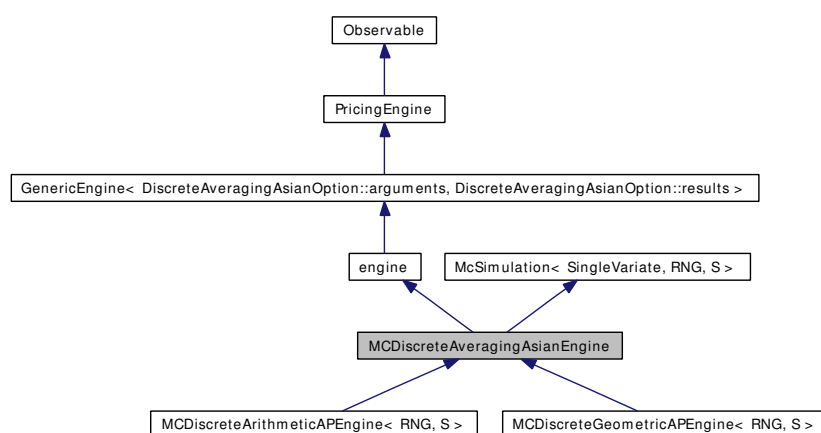 Observable
PricingEngine
GenericEngine< DiscreteAveragingAsianOption::arguments, DiscreteAveragingAsianOption::results >
engine
McSimulation< SingleVariate, RNG, S >
MCDiscreteAveragingAsianEngine
MCDiscreteArithmeticAPEngine< RNG, S >
MCDiscreteGeometricAPEngine< RNG, S >